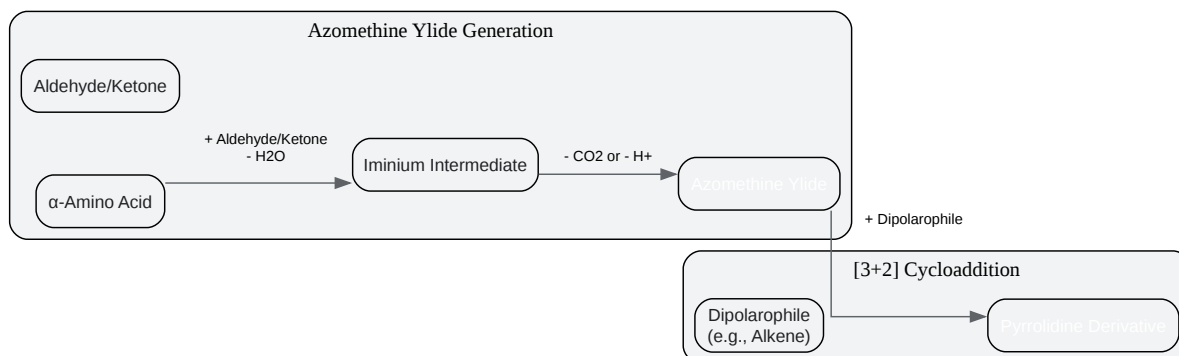 Azomethine Ylide Generation
Aldehyde/Ketone
+ Aldehyde/Ketone
- H2O
Iminium Intermediate
- CO2 or - H+
α-Amino Acid
Azomethine Ylide
+ Dipolarophile
[3+2] Cycloaddition
Dipolarophile
(e.g., Alkene)
Pyrrolidine Derivative